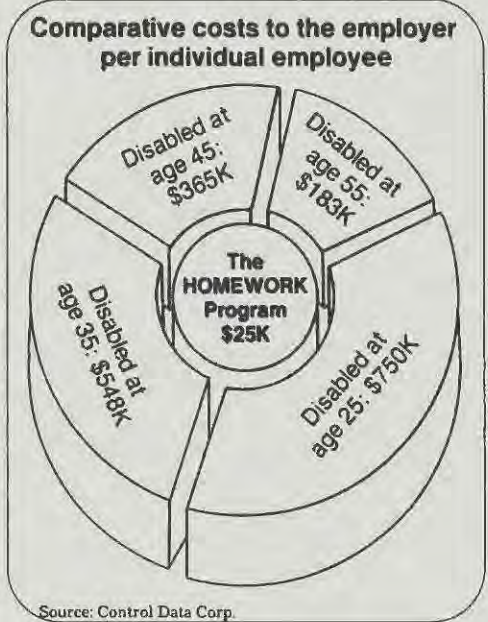 Comparative costs to the employer
per individual employee
Disabled at
age 45:
$365K
Disabled at
age 55:
$183K
The
HOMEWORK
Program
$25K
Disabled at
age 35: $548K
Disabled at
age 25: $750K
Source: Control Data Corp.